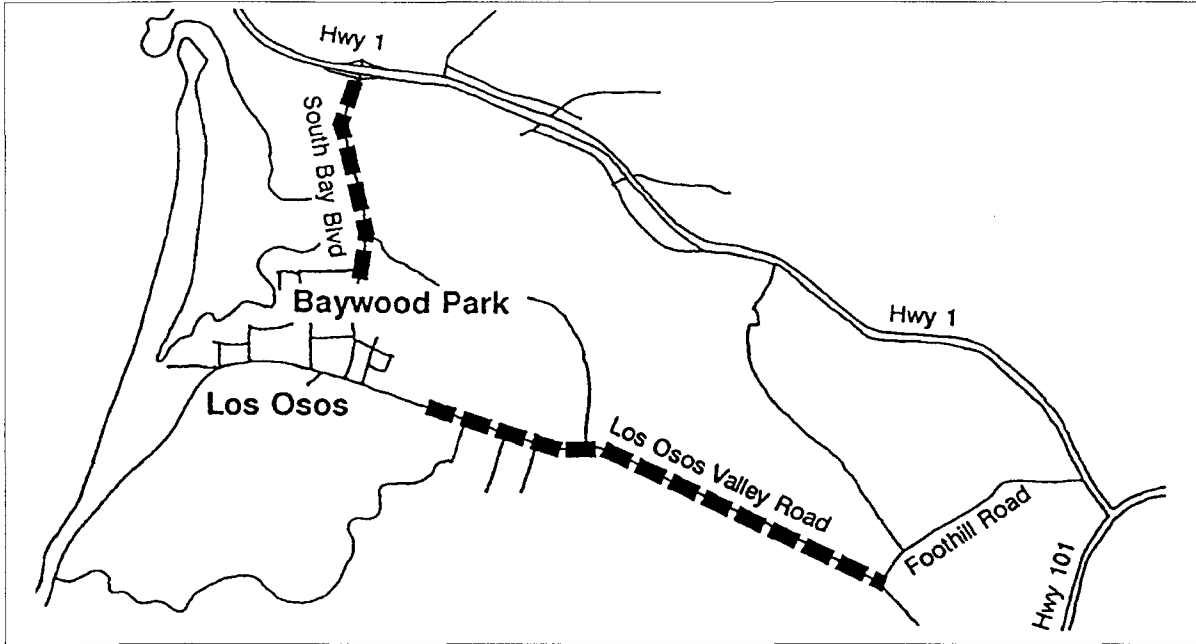 Hwy 1
South Bay Blvd
Baywood Park
Hwy 1
Los Osos
Los Osos Valley Road
Foothill Road
Hwy 101